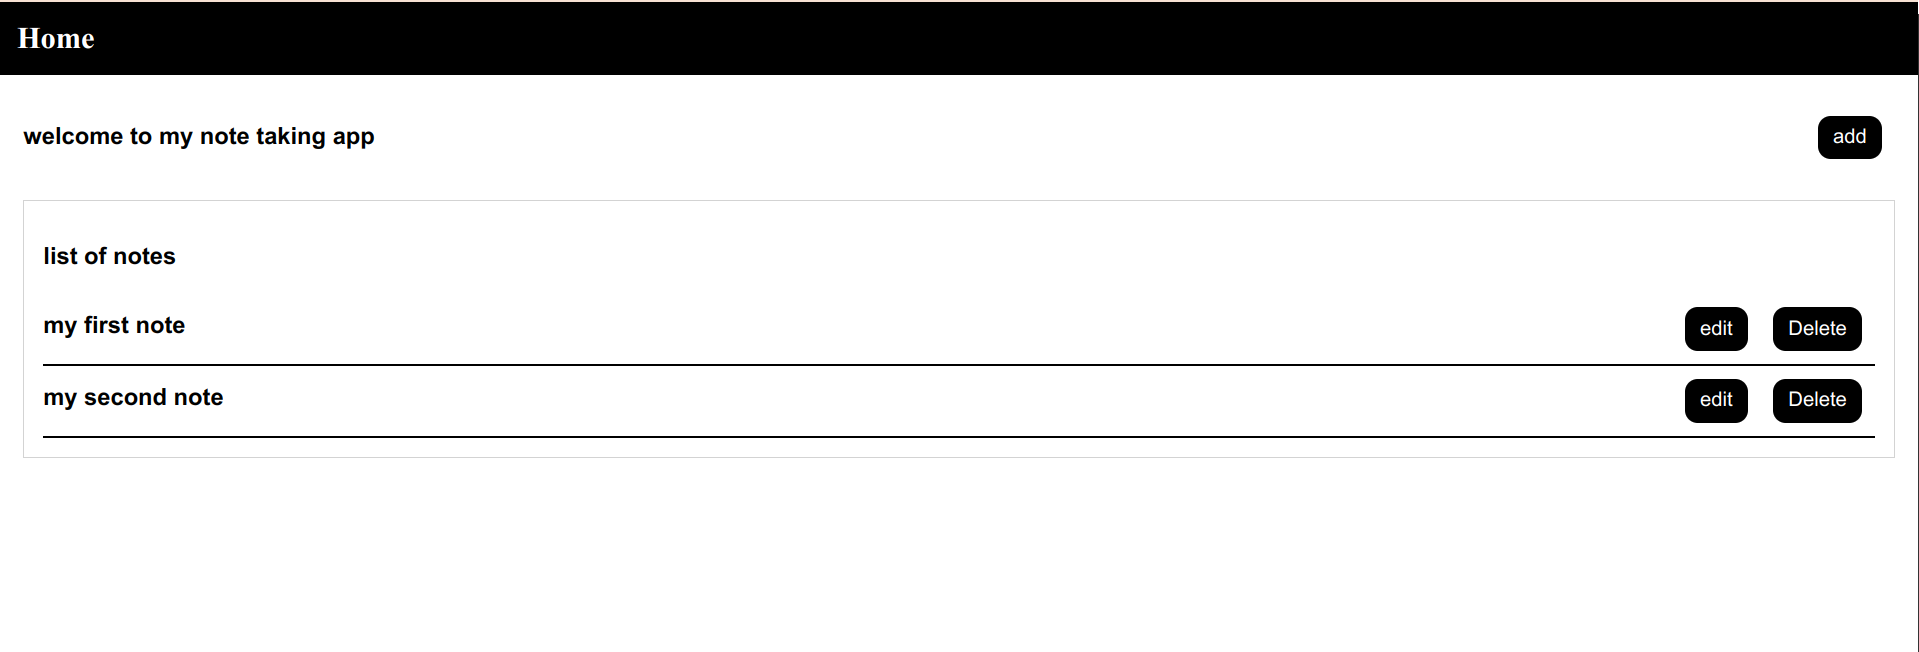 Home
welcome to my note taking app
add
list of notes
my first note
edit
Delete
my second note
edit
Delete